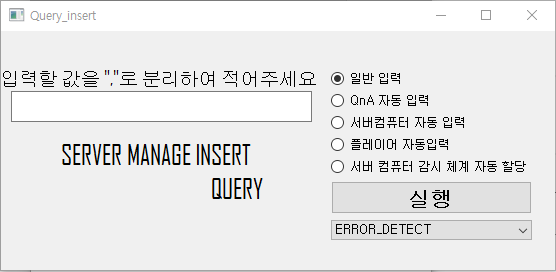 Query_insert
입력할 값을 ","로 분리하여 적어주세요
SERVER MANAGE INSERT
QUERY
일반 입력
QnA 자동 입력
서버컴퓨터 자동 입력
플레이어 자동입력
서버 컴퓨터 감시 체계 자동 할당
실행
ERROR_DETECT